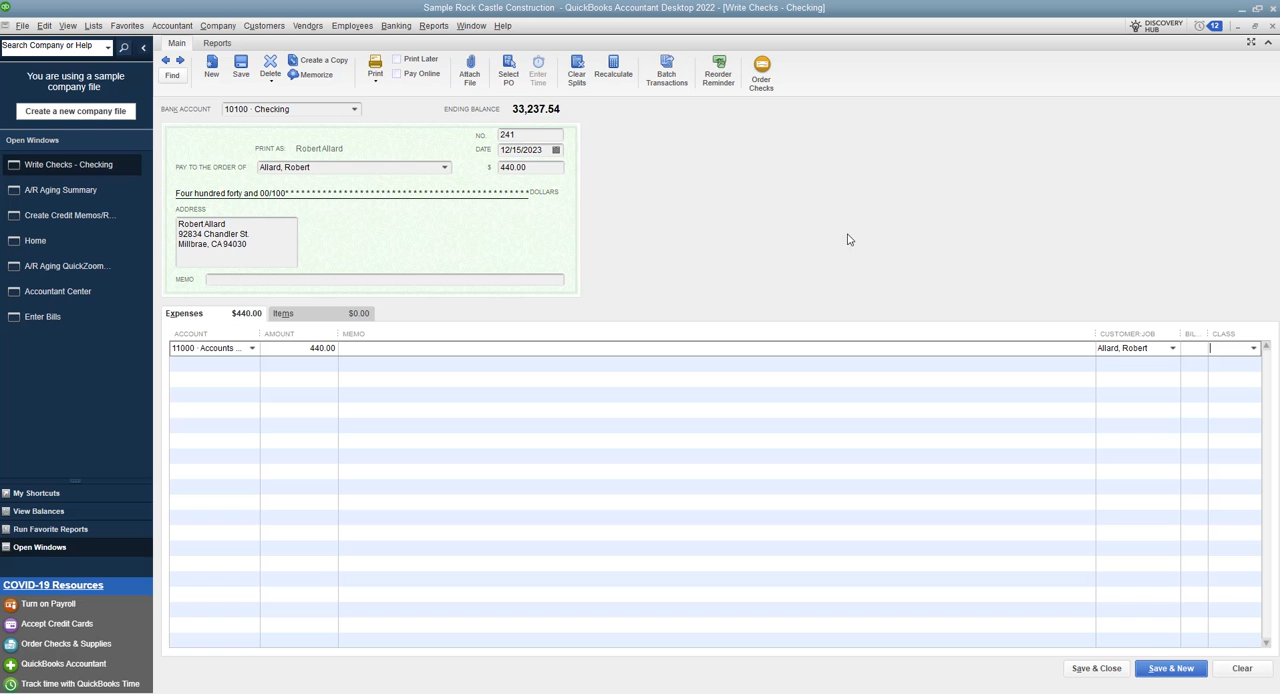 Sample Rock Castle Construction - QuickBooks Accountant Desktop 2022 - [Write Checks - Checking]
File Edit View Lists Favorites Accountant Company Customers Vendors Employees Banking Reports Window Help
DISCOVERY HUB 12
Search Company or Help
Main Reports
You are using a sample
company file
Create a new company file
Open Windows
Write Checks - Checking
A/R Aging Summary
Create Credit Memos/R...
Home
A/R Aging QuickZoom...
Accountant Center
Enter Bills
My Shortcuts
View Balances
Run Favorite Reports
Open Windows
COVID-19 Resources
Turn on Payroll
Accept Credit Cards
Order Checks & Supplies
QuickBooks Accountant
Track time with QuickBooks Time
Find
New
Save
Delete
Create a Copy
Memorize
Print
Print Later
Pay Online
Attach
File
Select
PO
Enter
Time
Clear
Splits
Recalculate
Batch
Transactions
Reorder
Reminder
Order
Checks
BANK ACCOUNT 10100 · Checking ENDING BALANCE 33,237.54
NO. 241
PRINT AS: Robert Allard DATE 12/15/2023
PAY TO THE ORDER OF Allard, Robert $ 440.00
Four hundred forty and 00/100* * * * * * * * * * * * * * * * * * * * * * * * * * * * * * * * * * * * * * * * * * DOLLARS
ADDRESS
Robert Allard
92834 Chandler St.
Millbrae, CA 94030
MEMO
Expenses $440.00 Items $0.00
ACCOUNT AMOUNT MEMO CUSTOMER:JOB BIL... CLASS
11000 · Accounts ... 440.00 Allard, Robert
Save & Close Save & New Clear